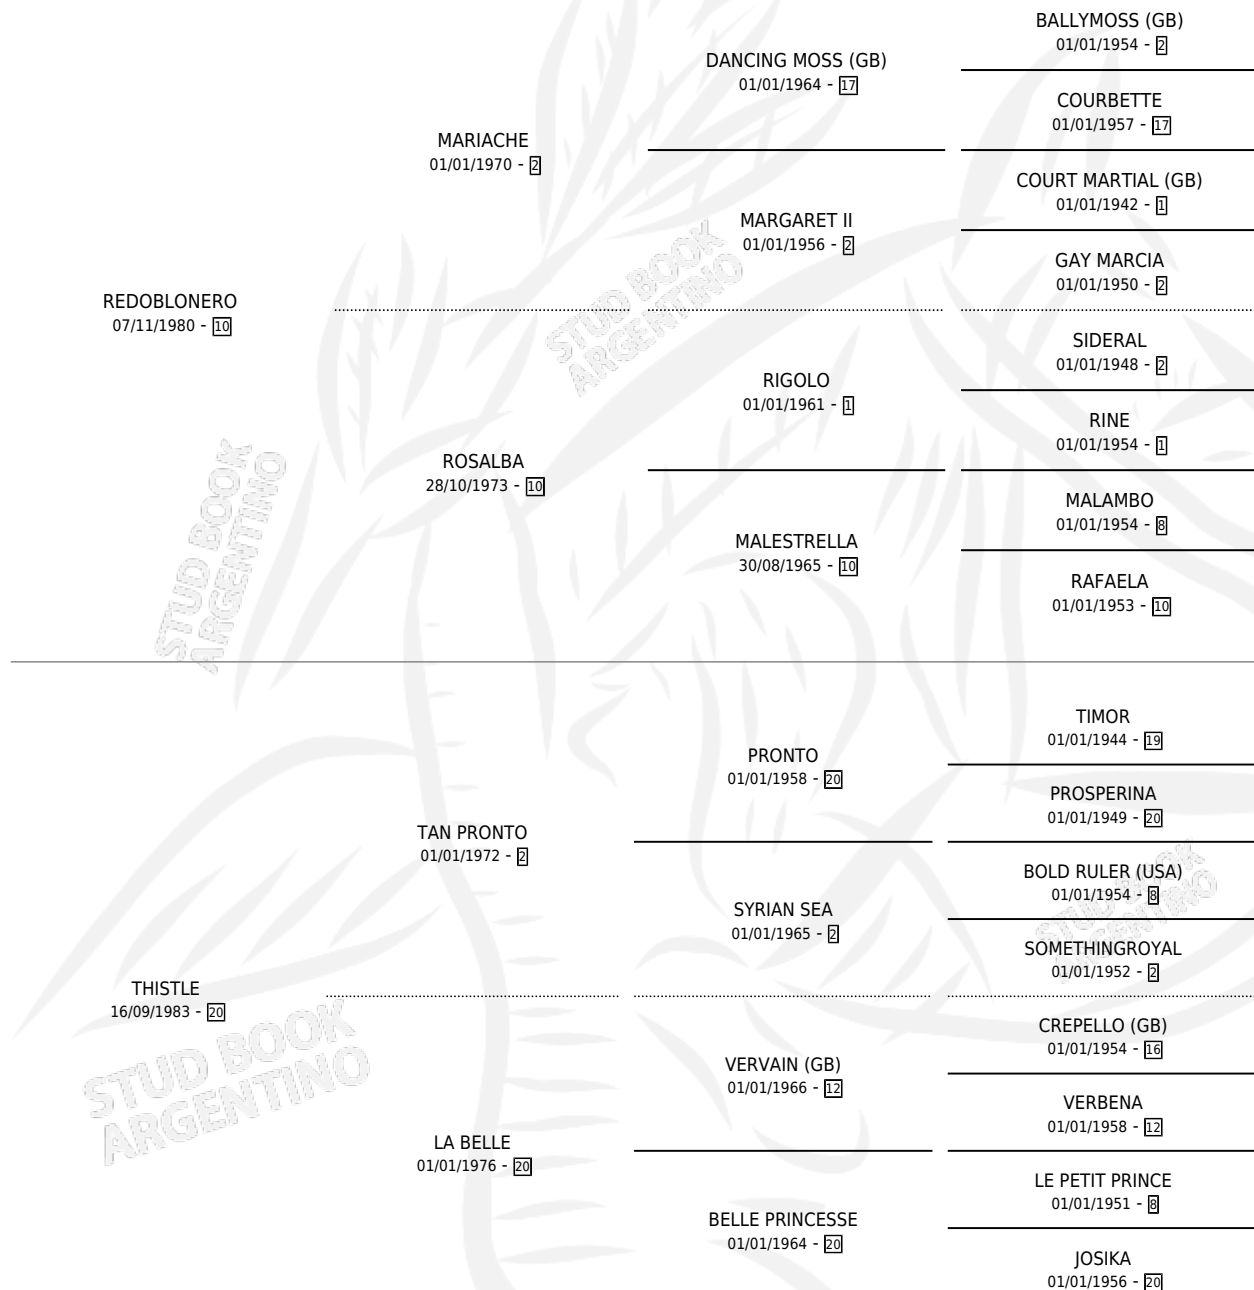 BALLYMOSS (GB)
01/01/1954 - 2
DANCING MOSS (GB)
01/01/1964 - 17
COURBETTE
01/01/1957 - 17
MARIACHE
01/01/1970 - 2
COURT MARTIAL (GB)
01/01/1942 - 1
MARGARET II
01/01/1956 - 2
GAY MARCIA
01/01/1950 - 2
REDOBLONERO
07/11/1980 - 10
SIDERAL
01/01/1948 - 2
RIGOLO
01/01/1961 - 1
RINE
01/01/1954 - 1
ROSALBA
28/10/1973 - 10
MALAMBO
01/01/1954 - 8
MALESTRELLA
30/08/1965 - 10
RAFAELA
01/01/1953 - 10
TIMOR
01/01/1944 - 19
PRONTO
01/01/1958 - 20
PROSPERINA
01/01/1949 - 20
TAN PRONTO
01/01/1972 - 2
BOLD RULER (USA)
01/01/1954 - 8
SYRIAN SEA
01/01/1965 - 2
SOMETHINGROYAL
01/01/1952 - 2
THISTLE
16/09/1983 - 20
CREPELLO (GB)
01/01/1954 - 16
VERVAIN (GB)
01/01/1966 - 12
VERBENA
01/01/1958 - 12
LA BELLE
01/01/1976 - 20
LE PETIT PRINCE
01/01/1951 - 8
BELLE PRINCESSE
01/01/1964 - 20
JOSIKA
01/01/1956 - 20
STUD BOOK
ARGENTINO
STUD BOOK
ARGENTINO
STUD BOOK
ARGENTINO
STUD BOOK
ARGENTINO